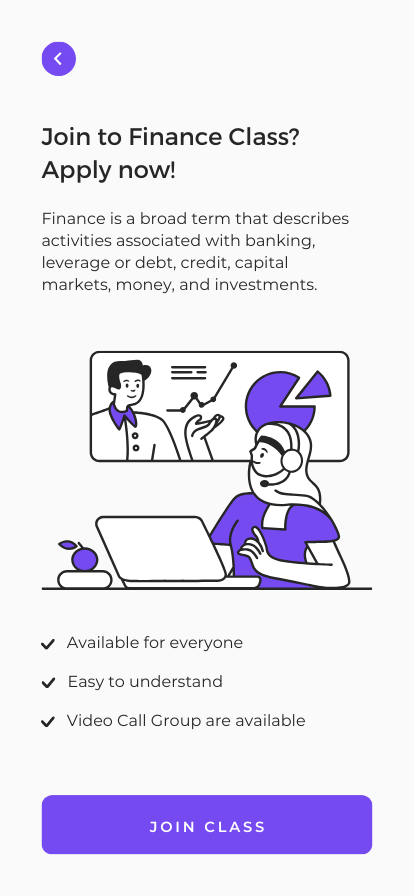 Join to Finance Class?
Apply now!
Finance is a broad term that describes
activities associated with banking,
leverage or debt, credit, capital
markets, money, and investments.
Available for everyone
Easy to understand
Video Call Group are available
JOIN CLASS